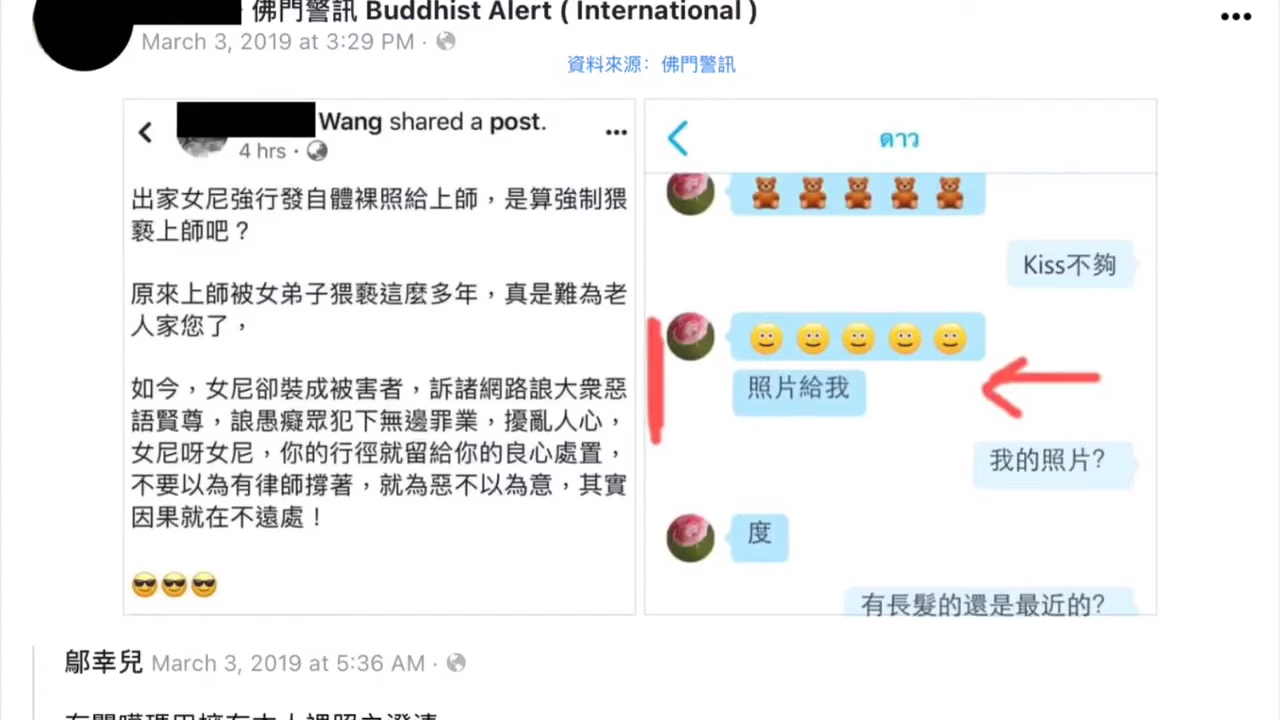 佛門警訊 Buddhist Alert ( International )
March 3, 2019 at 3:29 PM ·
資料來源：佛門警訊
Wang shared a post.
4 hrs ·
出家女尼強行發自體裸照給上師，是算強制猥
褻上師吧？
原來上師被女弟子猥褻這麼多年，真是難為老
人家您了，
如今，女尼卻裝成被害者，訴諸網路誏大衆惡
語賢尊，誏愚癡眾犯下無邊罪業，擾亂人心，
女尼呀女尼，你的行徑就留給你的良心處置，
不要以為有律師撐著，就為惡不以為意，其實
因果就在不遠處！
ดาว
Kiss不夠
照片給我
我的照片?
度
有長髮的還是最近的?
鄔幸兒 March 3, 2019 at 5:36 AM ·